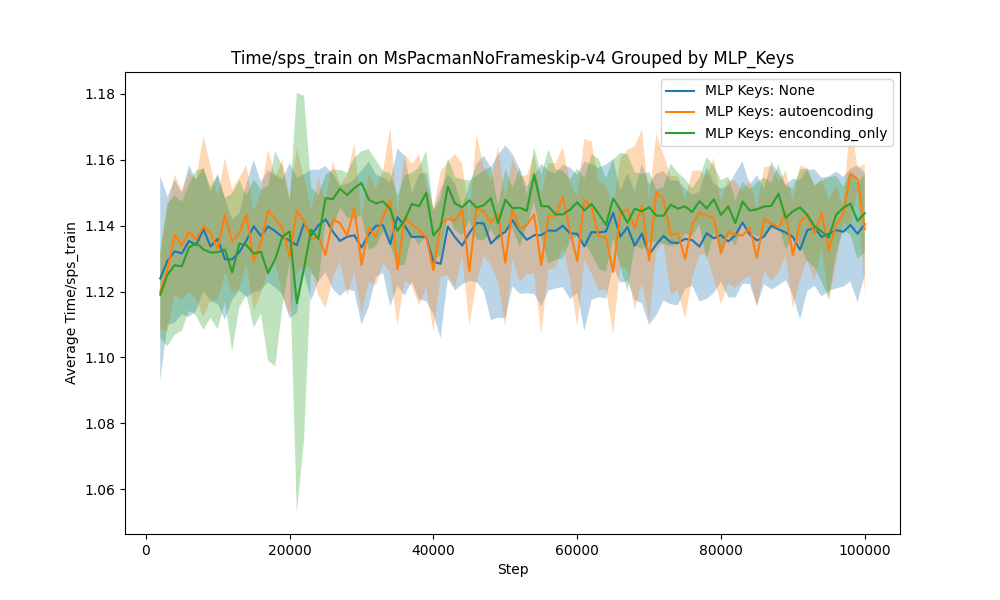 Time/sps_train on MsPacmanNoFrameskip-v4 Grouped by MLP_Keys
MLP Keys: None
MLP Keys: autoencoding
MLP Keys: enconding_only
Average Time/sps_train
1.18
1.16
1.14
1.12
1.10
1.08
1.06
0
20000
40000
60000
80000
100000
Step